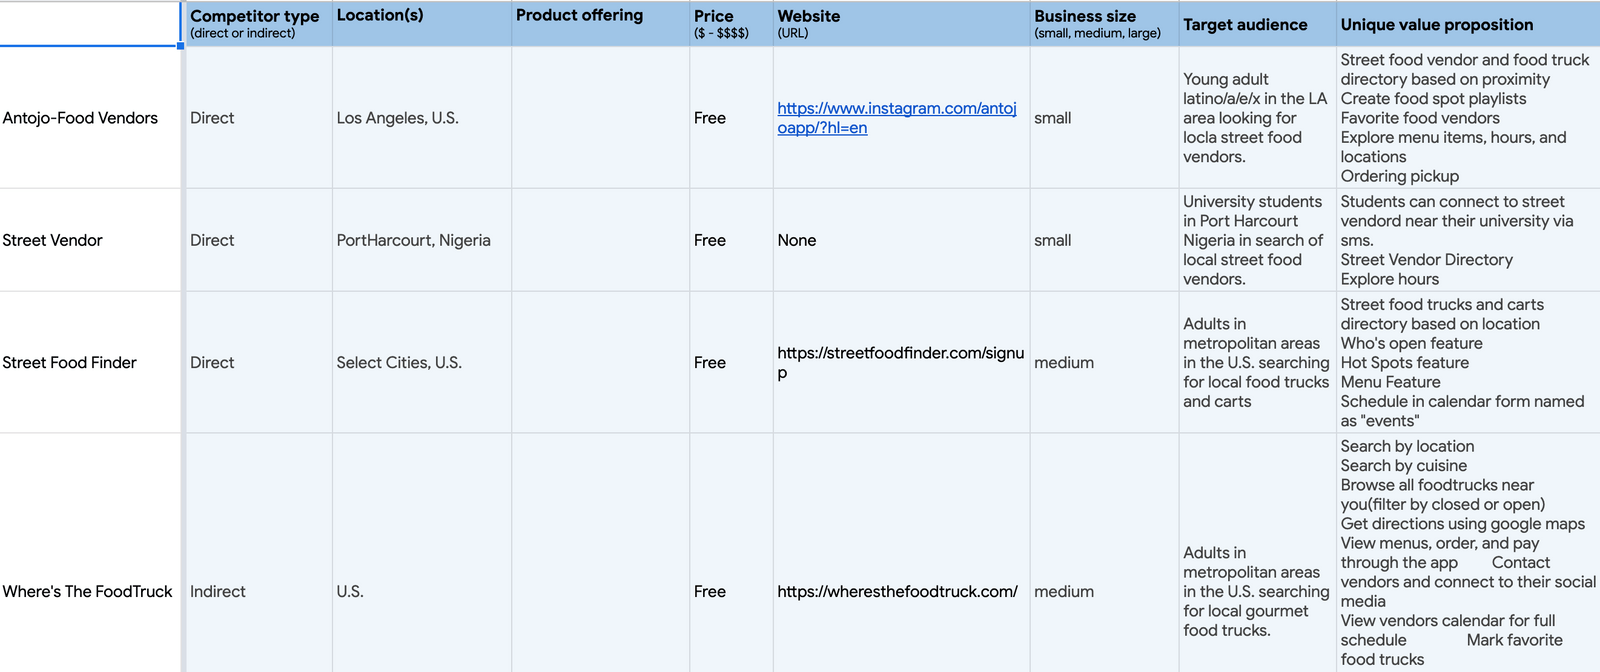 Competitor type
(direct or indirect)
Location(s)
Product offering
Price
($ - $$$$)
Website
(URL)
Business size
(small, medium, large)
Target audience
Unique value proposition
Antojo-Food Vendors
Direct
Los Angeles, U.S.
Free
https://www.instagram.com/antoj
oapp/?hl=en
small
Young adult
latino/a/e/x in the LA
area looking for
locla street food
vendors.
Street food vendor and food truck
directory based on proximity
Create food spot playlists
Favorite food vendors
Explore menu items, hours, and
locations
Ordering pickup
Street Vendor
Direct
PortHarcourt, Nigeria
Free
None
small
University students
in Port Harcourt
Nigeria in search of
local street food
vendors.
Students can connect to street
vendord near their university via
sms.
Street Vendor Directory
Explore hours
Street Food Finder
Direct
Select Cities, U.S.
Free
https://streetfoodfinder.com/signu
p
medium
Adults in
metropolitan areas
in the U.S. searching
for local food trucks
and carts
Street food trucks and carts
directory based on location
Who's open feature
Hot Spots feature
Menu Feature
Schedule in calendar form named
as "events"
Where's The FoodTruck
Indirect
U.S.
Free
https://wheresthefoodtruck.com/
medium
Adults in
metropolitan areas
in the U.S. searching
for local gourmet
food trucks.
Search by location
Search by cuisine
Browse all foodtrucks near
you(filter by closed or open)
Get directions using google maps
View menus, order, and pay
through the app Contact
vendors and connect to their social
media
View vendors calendar for full
schedule Mark favorite
food trucks